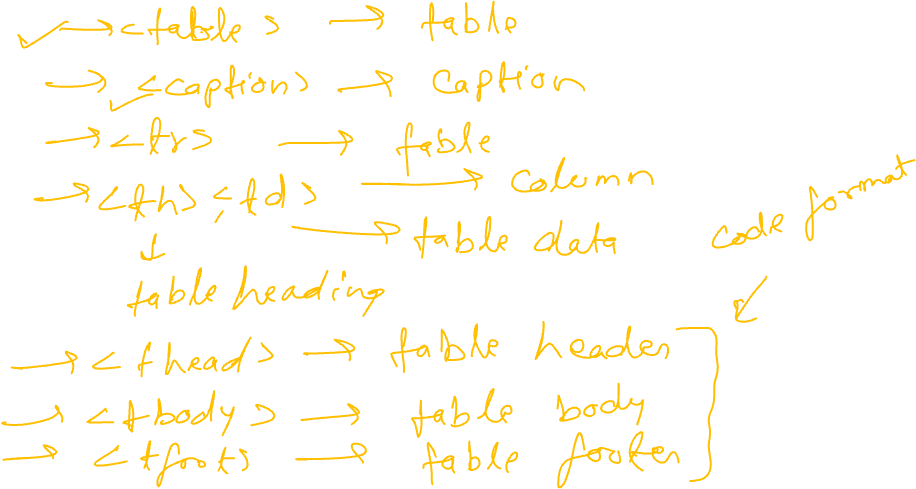 ✓→<table> → table
→ <caption> → caption
→<tr> → table
→<th>,<td> → column
→ table data
↓
table heading
code format
→ <thead> → table header
→ <tbody> → table body
→ <tfoot> → table footer